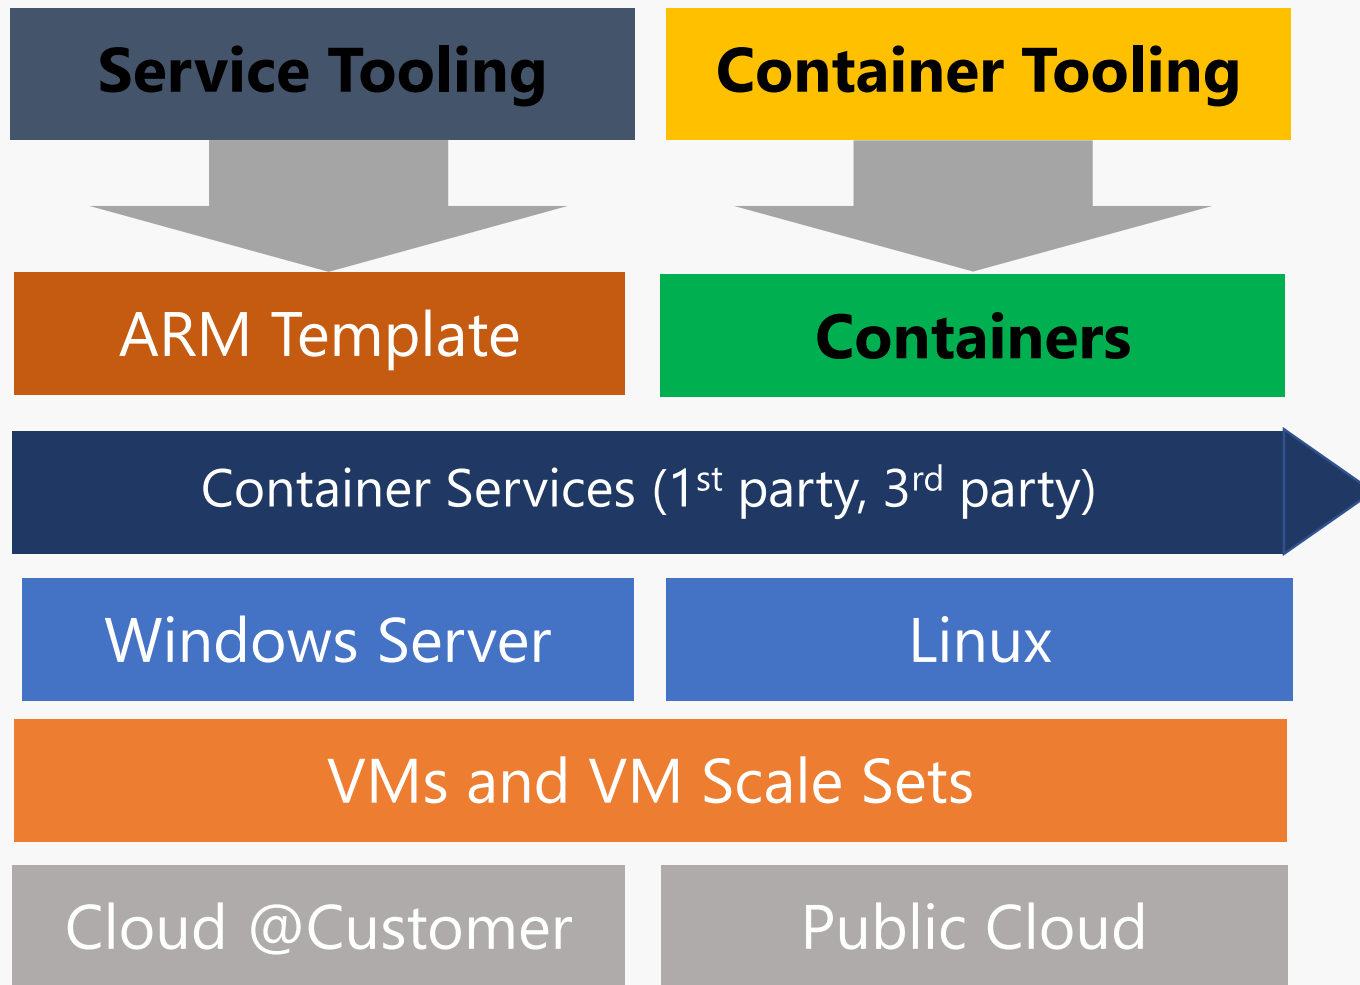 Service Tooling
Container Tooling
ARM Template
Containers
Container Services (1st party, 3rd party)
Windows Server
Linux
VMs and VM Scale Sets
Cloud @Customer
Public Cloud